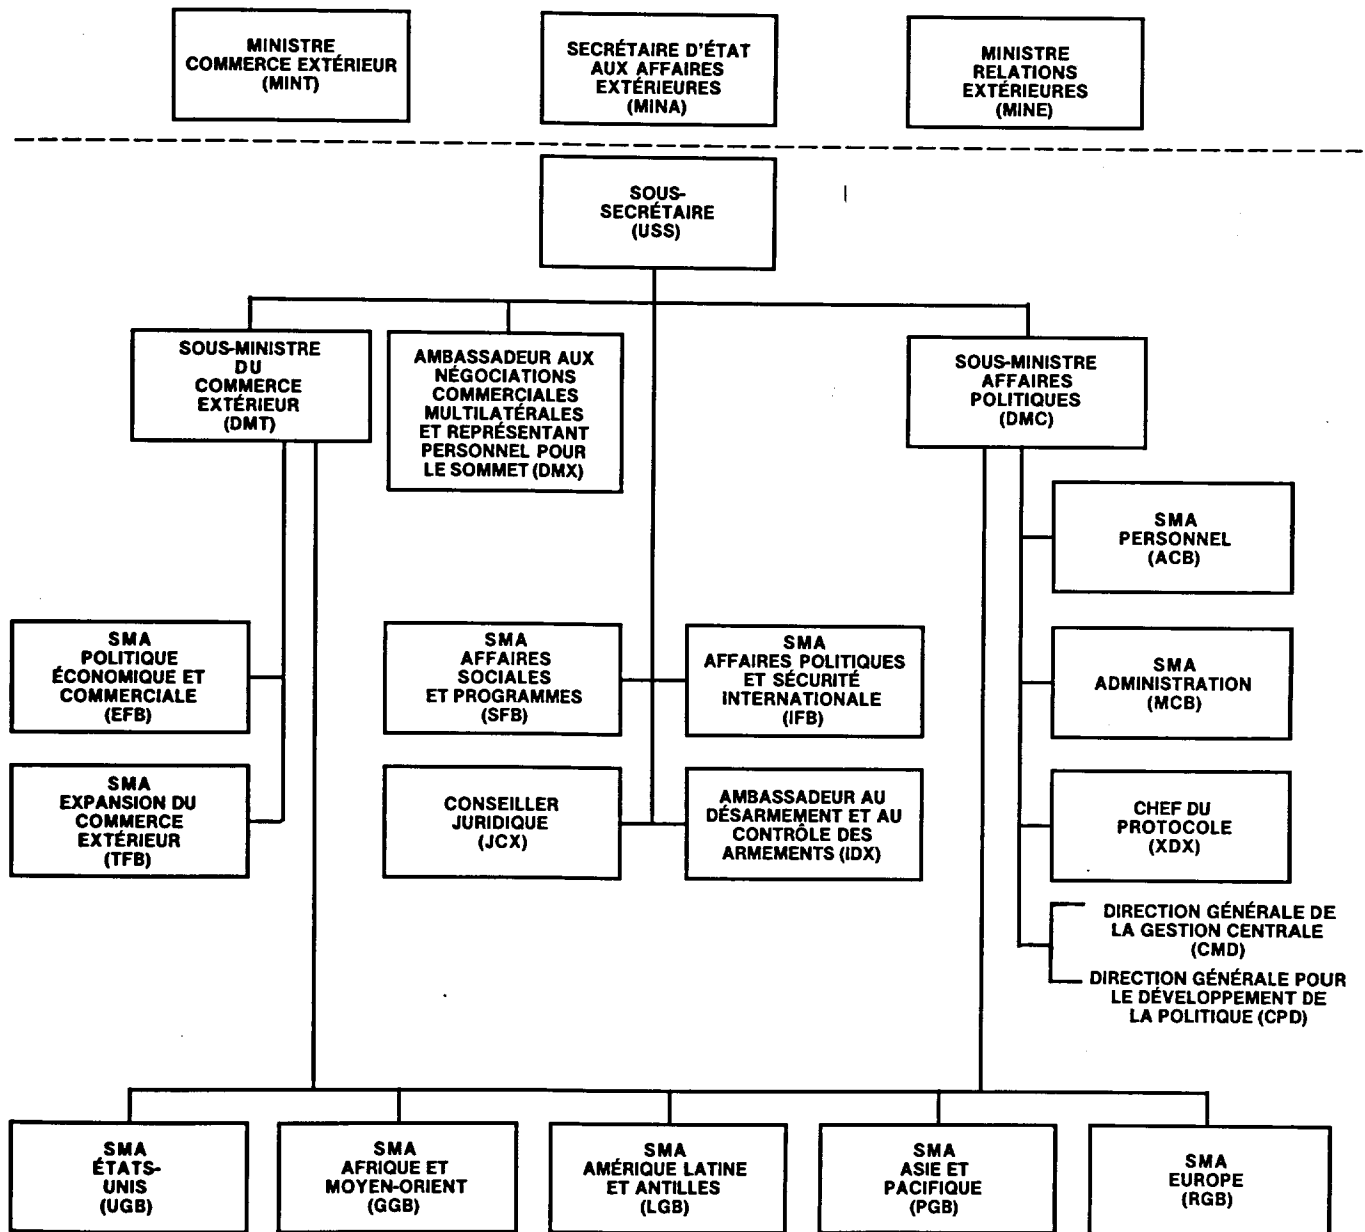 MINISTRE
COMMERCE EXTÉRIEUR
(MINT)
SECRÉTAIRE D'ÉTAT
AUX AFFAIRES
EXTÉRIEURES
(MINA)
MINISTRE
RELATIONS
EXTÉRIEURES
(MINE)
SOUS-
SECRÉTAIRE
(USS)
SOUS-MINISTRE
DU
COMMERCE
EXTÉRIEUR
(DMT)
AMBASSADEUR AUX
NÉGOCIATIONS
COMMERCIALES
MULTILATÉRALES
ET REPRÉSENTANT
PERSONNEL POUR
LE SOMMET (DMX)
SOUS-MINISTRE
AFFAIRES
POLITIQUES
(DMC)
SMA
PERSONNEL
(ACB)
SMA
POLITIQUE
ÉCONOMIQUE ET
COMMERCIALE
(EFB)
SMA
AFFAIRES
SOCIALES
ET PROGRAMMES
(SFB)
SMA
AFFAIRES POLITIQUES
ET SÉCURITÉ
INTERNATIONALE
(IFB)
SMA
ADMINISTRATION
(MCB)
SMA
EXPANSION DU
COMMERCE
EXTÉRIEUR
(TFB)
CONSEILLER
JURIDIQUE
(JCX)
AMBASSADEUR AU
DÉSARMEMENT ET AU
CONTRÔLE DES
ARMEMENTS (IDX)
CHEF DU
PROTOCOLE
(XDX)
DIRECTION GÉNÉRALE DE
LA GESTION CENTRALE
(CMD)
DIRECTION GÉNÉRALE POUR
LE DÉVELOPPEMENT DE
LA POLITIQUE (CPD)
SMA
ÉTATS-
UNIS
(UGB)
SMA
AFRIQUE ET
MOYEN-ORIENT
(GGB)
SMA
AMÉRIQUE LATINE
ET ANTILLES
(LGB)
SMA
ASIE ET
PACIFIQUE
(PGB)
SMA
EUROPE
(RGB)